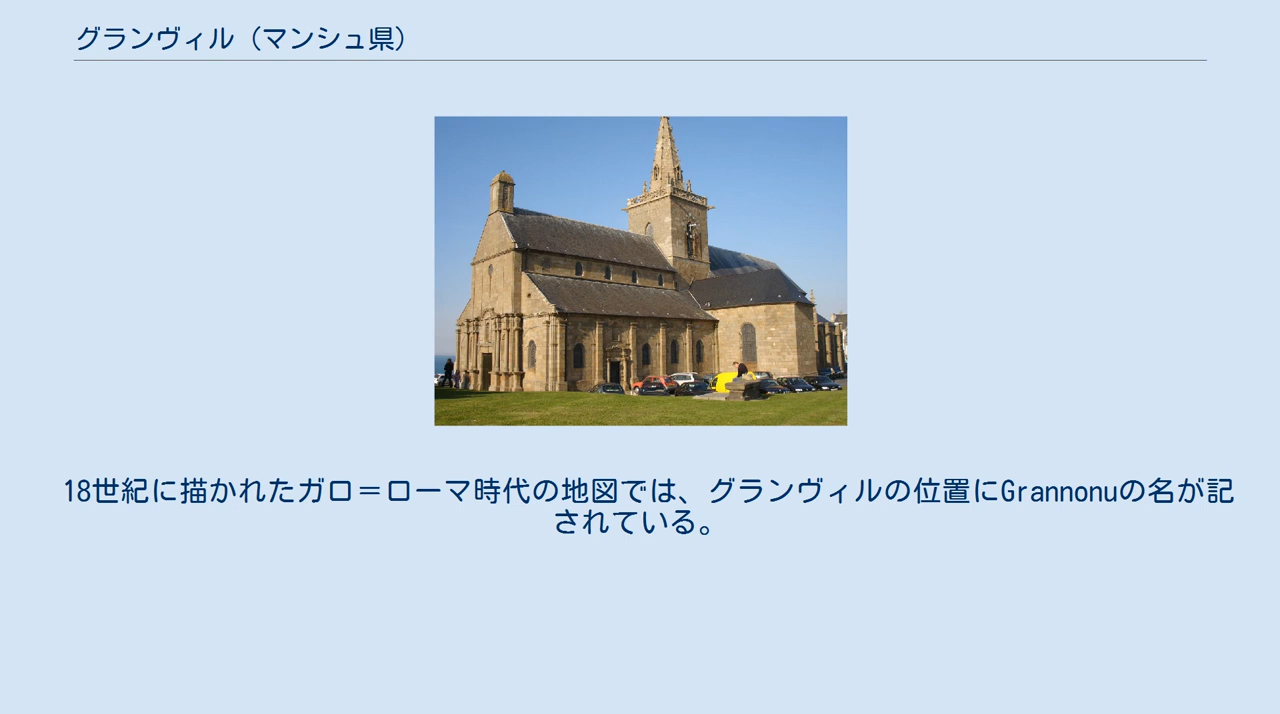 グランヴィル（マンシュ県）
18世紀に描かれたガロ＝ローマ時代の地図では、グランヴィルの位置にGrannonuの名が記
されている。